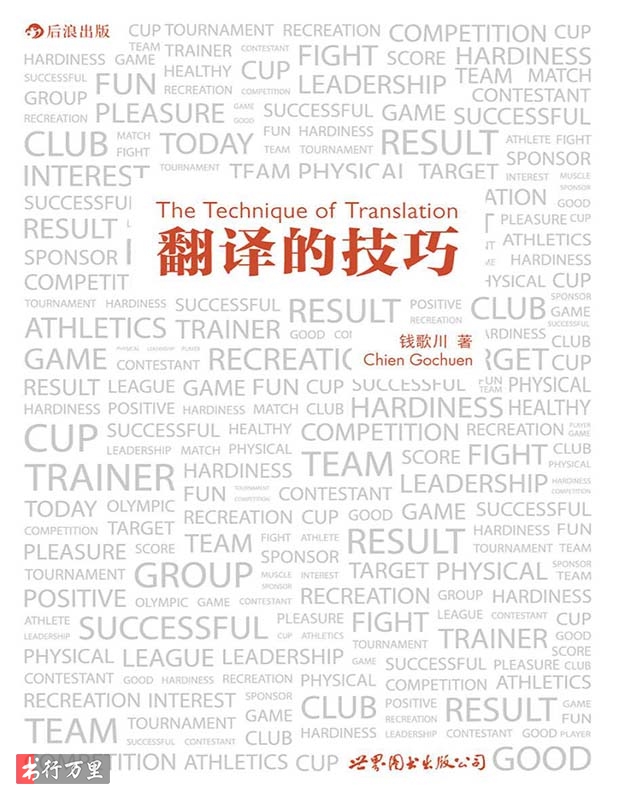 后浪出版
CUP TOURNAMENT RECREATION COMPETITION CUP
HARDINESS GAME TEAM TRAINER CONTESTANT FIGHT SCORE HARDINESS
SUCCESSFUL FUN HEALTHY CUP LEADERSHIP TEAM MATCH
GROUP RECREATION COMPETITION CONTESTANT
RECREATION PLEASURE GAME GOOD SUCCESSFUL GAME SUCCESSFUL
CLUB MATCH FIGHT TODAY FUN HARDINESS TEAM TOURNAMENT RESULT ATHLETE FIGHT
SPONSOR
INTEREST TOURNAMENT TEAM PHYSICAL TARGET INTEREST MUSCLE SPONSOR
SUCCESSFU ATION GOOD
The Technique of Translation
翻译的技巧
RESULT PLEASURE CUP
ATHLETICS
SPONSOR HARDINESS
COMPETIT HYSICAL CUP
TOURNAMENT HARDINESS SUCCESSFUL RESULT POSITIVE RECREATION CLUB SPONSOR GAME SUCCESSFUL
ATHLETICS TRAINER GOOD CO ARDINESS CLUB
钱歌川 著
Chien Gochuen
GAME PHYSICAL LEADERSHIP PLAYER CONTESTANT RECREATIO RGET CUP
RESULT LEAGUE GAME FUN CUP SUCCESSFUL FUN TEAM PHYSICAL
HARDINESS POSITIVE HARDINESS MATCH CLUB HARDINESS HEALTHY
CUP SUCCESSFUL HEALTHY COMPETITION RECREATION PLAYER GAME
LEADERSHIP MATCH PHYSICAL TEAM SCORE FIGHT CLUB PHYSICAL
TRAINER HARDINESS LEADERSHIP HARDINESS COMPETITION
TODAY OLYMPIC FUN TOURNAMENT COMPETITION CONTESTANT GAME SUCCESSFUL
COMPETITION TARGET RECREATION CUP GOOD HARDINESS FUN
PLEASURE SCORE TEAM FIGHT ATHLETE RESULT TOURNAMENT TEAM
SPONSOR
TOURNAMENT GROUP MUSCLE INTEREST SPONSOR TARGET PHYSICAL SPONSOR TEAM
POSITIVE OLYMPIC GAME CONTESTANT RECREATION GROUP HARDINESS
ATHLETE LEADERSHIP SUCCESSFUL PLEASURE CUP ATHLETICS FIGHT LEAGUE CONTESTANT CUP
TOURNAMENT TRAINER GOOD SCORE
PHYSICAL LEAGUE LEADERSHIP GAME SUCCESSFUL PLEASURE CLUB
CONTESTANT GOOD HARDINESS RECREATION PHYSICAL COMPETITION ATHLETICS
RECREATION INTEREST SPONSOR CLUB POSITIVE RECREATION RESULT GAME FUN
TEAM TOURNAMENT GAME
SUCCESSFUL CONTESTANT CLUB HARDINESS LEADERSHIP CONTESTANT GOOD PLAYER
COMPETITION ATHLETICS CUP 世界图书出版公司 GOOD
书行万里